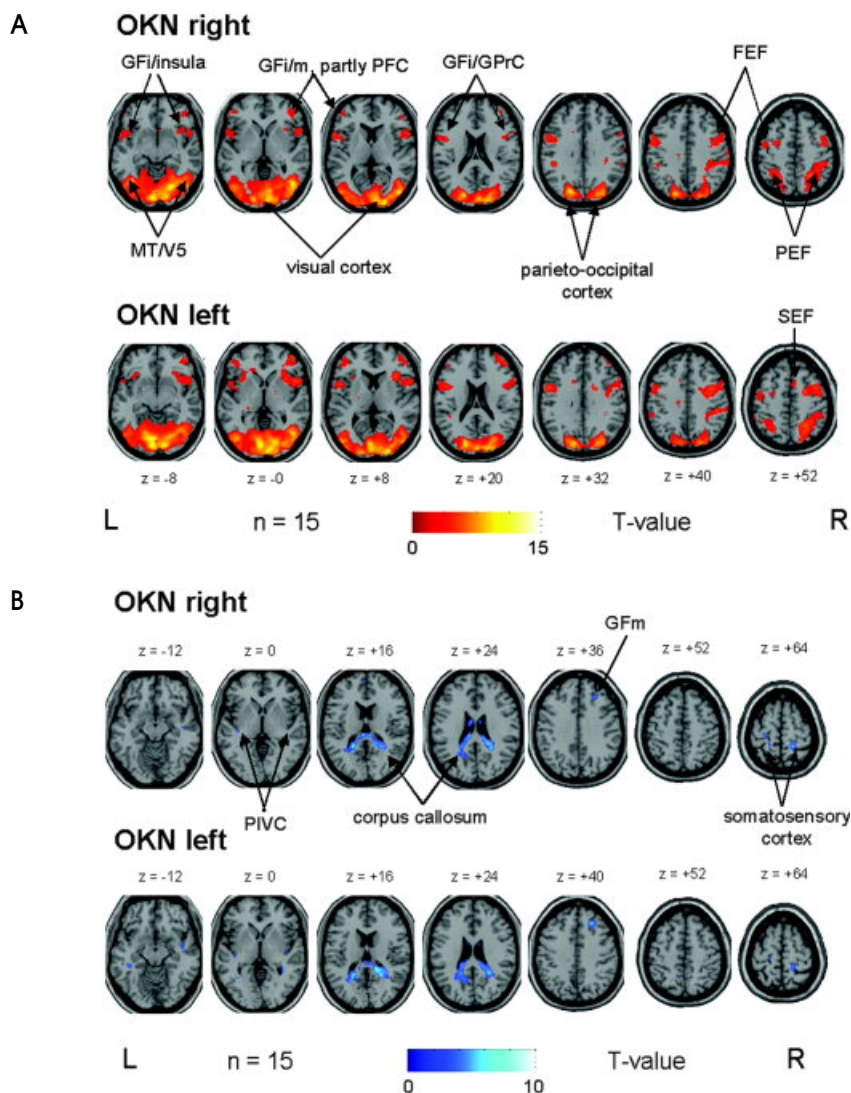 A
OKN right
GFi/insula
GFi/m, partly PFC
GFi/GPrC
FEF
MT/V5
visual cortex
parieto-occipital
cortex
PEF
OKN left
SEF
z = -8 z = -0 z = +8 z = +20 z = +32 z = +40 z = +52
L n = 15 T-value R
0 15
B
OKN right
GFm
z = -12 z = 0 z = +16 z = +24 z = +36 z = +52 z = +64
PIVC
corpus callosum
somatosensory
cortex
OKN left
z = -12 z = 0 z = +16 z = +24 z = +40 z = +52 z = +64
L n = 15 T-value R
0 10